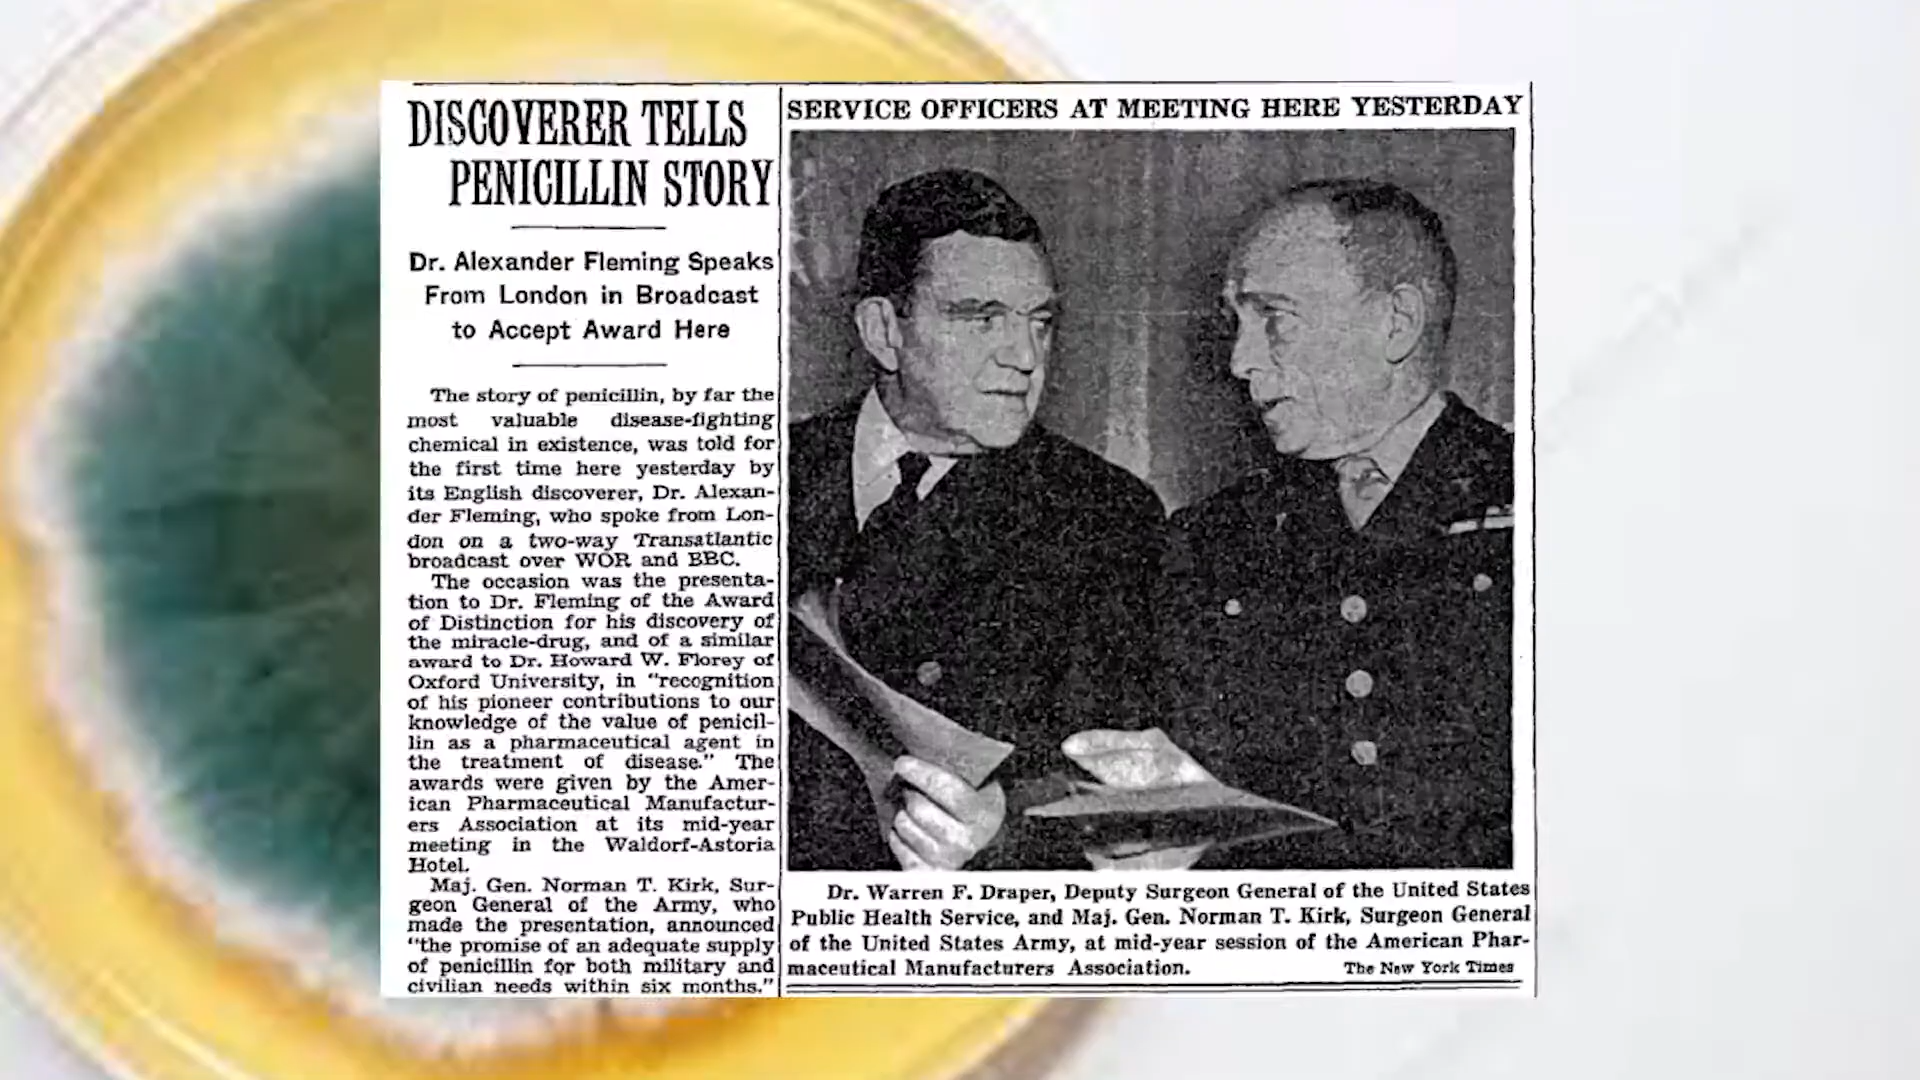 DISCOVERER TELLS
PENICILLIN STORY
Dr. Alexander Fleming Speaks
From London in Broadcast
to Accept Award Here
The story of penicillin, by far the
most valuable disease-fighting
chemical in existence, was told for
the first time here yesterday by
its English discoverer, Dr. Alexan-
der Fleming, who spoke from Lon-
don on a two-way Transatlantic
broadcast over WOR and BBC.
The occasion was the presenta-
tion to Dr. Fleming of the Award
of Distinction for his discovery of
the miracle-drug, and of a similar
award to Dr. Howard W. Florey of
Oxford University, in "recognition
of his pioneer contributions to our
knowledge of the value of penicil-
lin as a pharmaceutical agent in
the treatment of disease." The
awards were given by the Amer-
ican Pharmaceutical Manufactur-
ers Association at its mid-year
meeting in the Waldorf-Astoria
Hotel.
Maj. Gen. Norman T. Kirk, Sur-
geon General of the Army, who
made the presentation, announced
"the promise of an adequate supply
of penicillin for both military and
civilian needs within six months."
SERVICE OFFICERS AT MEETING HERE YESTERDAY
Dr. Warren F. Draper, Deputy Surgeon General of the United States
Public Health Service, and Maj. Gen. Norman T. Kirk, Surgeon General
of the United States Army, at mid-year session of the American Phar-
maceutical Manufacturers Association.
The New York Times